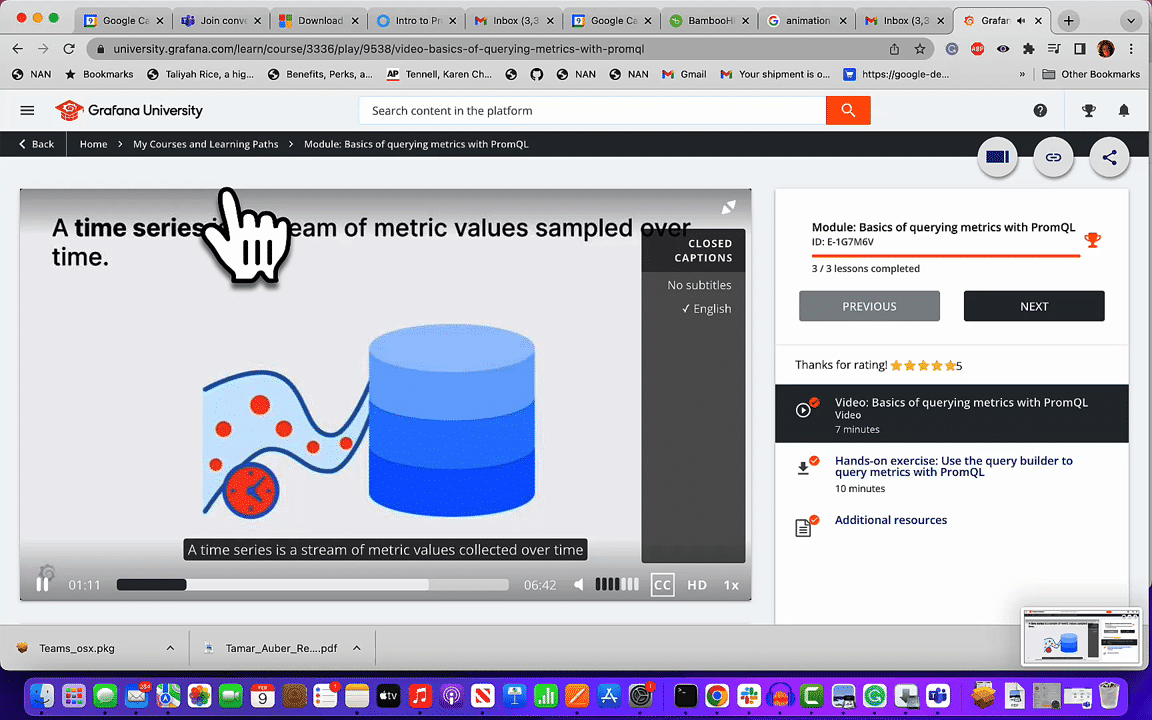 Google Ca
Join conve
Download
Intro to Pr
Inbox (3,3
Google Ca
BambooH
animation
Inbox (3,3
Grafan
university.grafana.com/learn/course/3336/play/9538/video-basics-of-querying-metrics-with-promql
ABP
NAN
Bookmarks
Taliyah Rice, a hig...
Benefits, Perks, a...
AP Tennell, Karen Ch...
NAN
NAN
Gmail
Your shipment is o...
https://google-de...
»
Other Bookmarks
Grafana University
Search content in the platform
Back
Home > My Courses and Learning Paths > Module: Basics of querying metrics with PromQL
A time series eam of metric values sampled over
time.
CLOSED
CAPTIONS
No subtitles
✓ English
A time series is a stream of metric values collected over time
01:11
06:42
CC
HD
1x
Module: Basics of querying metrics with PromQL
ID: E-1G7M6V
3 / 3 lessons completed
PREVIOUS
NEXT
Thanks for rating! 5
Video: Basics of querying metrics with PromQL
Video
7 minutes
Hands-on exercise: Use the query builder to
query metrics with PromQL
10 minutes
Additional resources
Teams_osx.pkg
Tamar_Auber_Re....pdf
FEB
9
tv